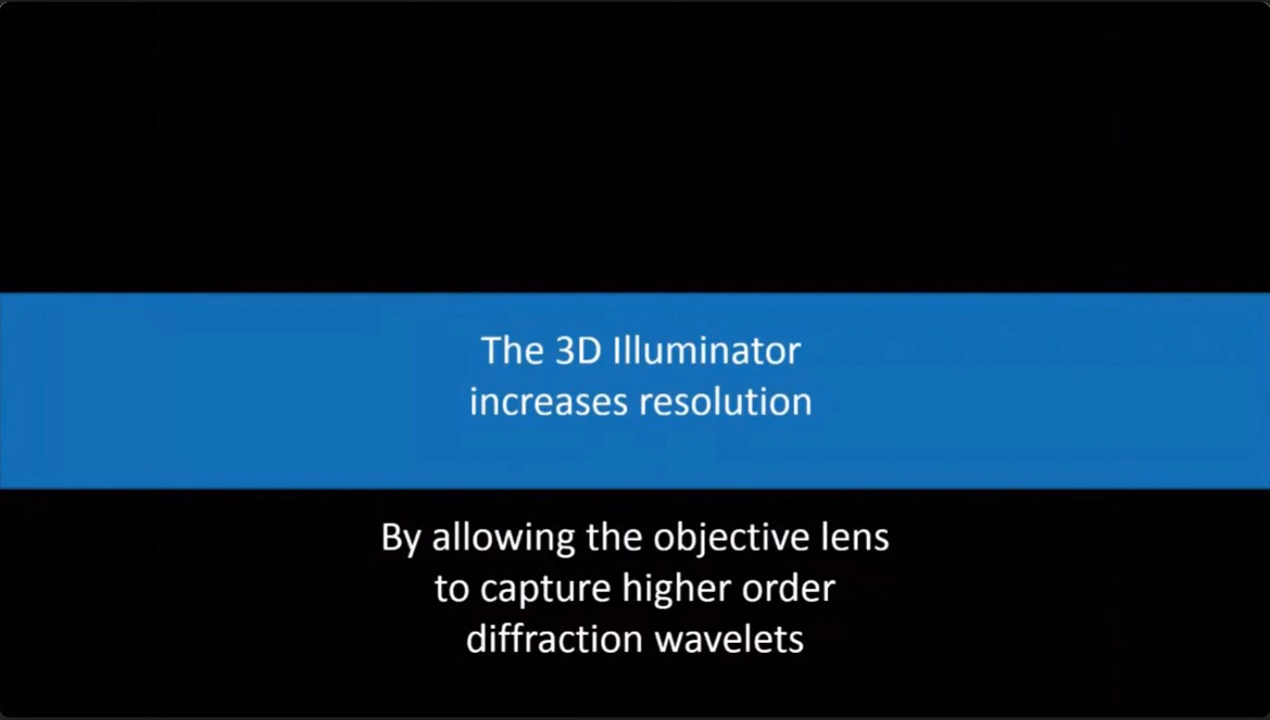 The 3D Illuminator
increases resolution
By allowing the objective lens
to capture higher order
diffraction wavelets